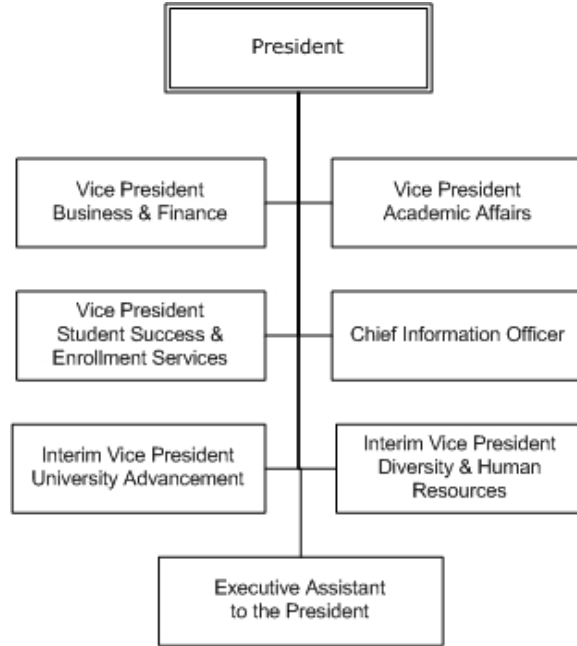 President
Vice President
Business & Finance
Vice President
Academic Affairs
Vice President
Student Success &
Enrollment Services
Chief Information Officer
Interim Vice President
University Advancement
Interim Vice President
Diversity & Human
Resources
Executive Assistant
to the President